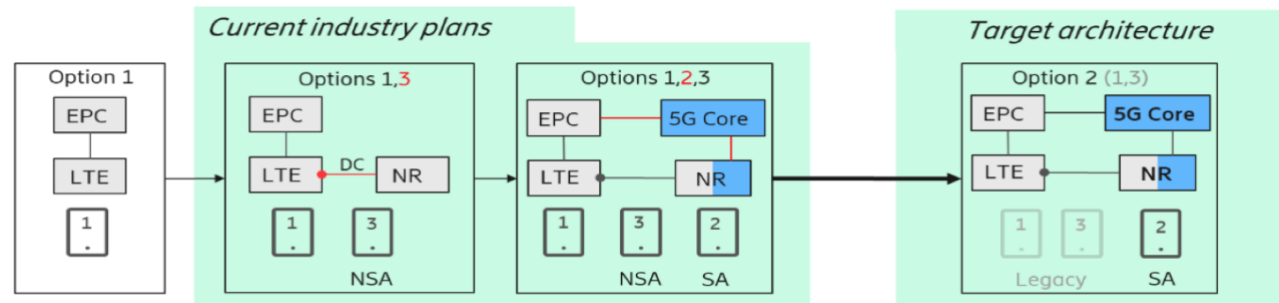 Current industry plans
Target architecture
Option 1
EPC
LTE
1
Options 1,3
EPC
LTE
DC
NR
1
3
NSA
Options 1,2,3
EPC
5G Core
LTE
NR
1
3
2
NSA
SA
Option 2 (1,3)
EPC
5G Core
LTE
NR
1
3
2
Legacy
SA